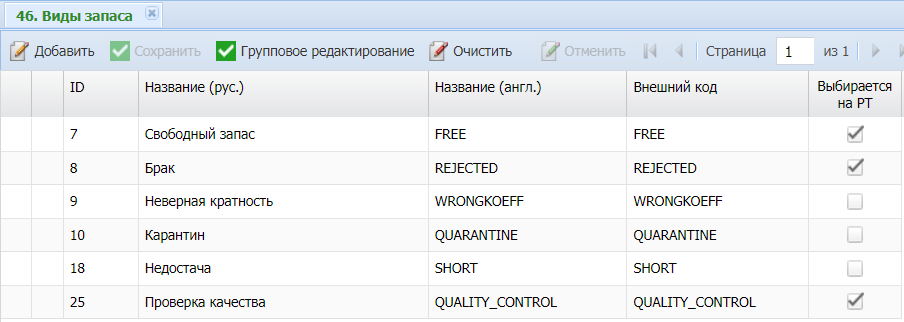 46. Виды запаса
Добавить Сохранить Групповое редактирование Очистить Отменить Страница 1 из 1
ID Название (рус.) Название (англ.) Внешний код Выбирается на РТ
7 Свободный запас FREE FREE
8 Брак REJECTED REJECTED
9 Неверная кратность WRONGKOEFF WRONGKOEFF
10 Карантин QUARANTINE QUARANTINE
18 Недостача SHORT SHORT
25 Проверка качества QUALITY_CONTROL QUALITY_CONTROL